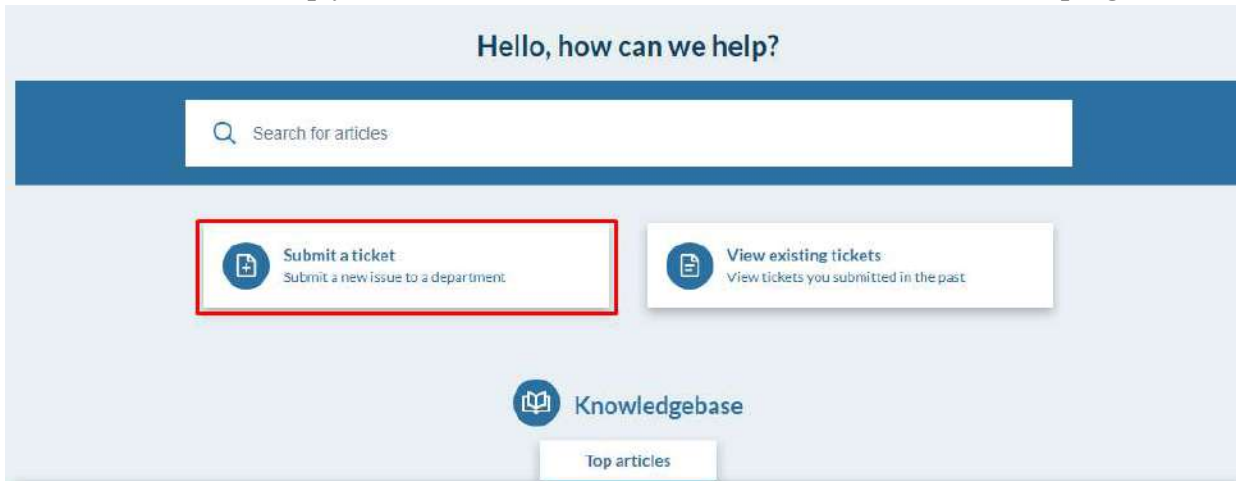 Hello, how can we help?
Search for articles
Submit a ticket
Submit a new issue to a department
View existing tickets
View tickets you submitted in the past
Knowledgebase
Top articles